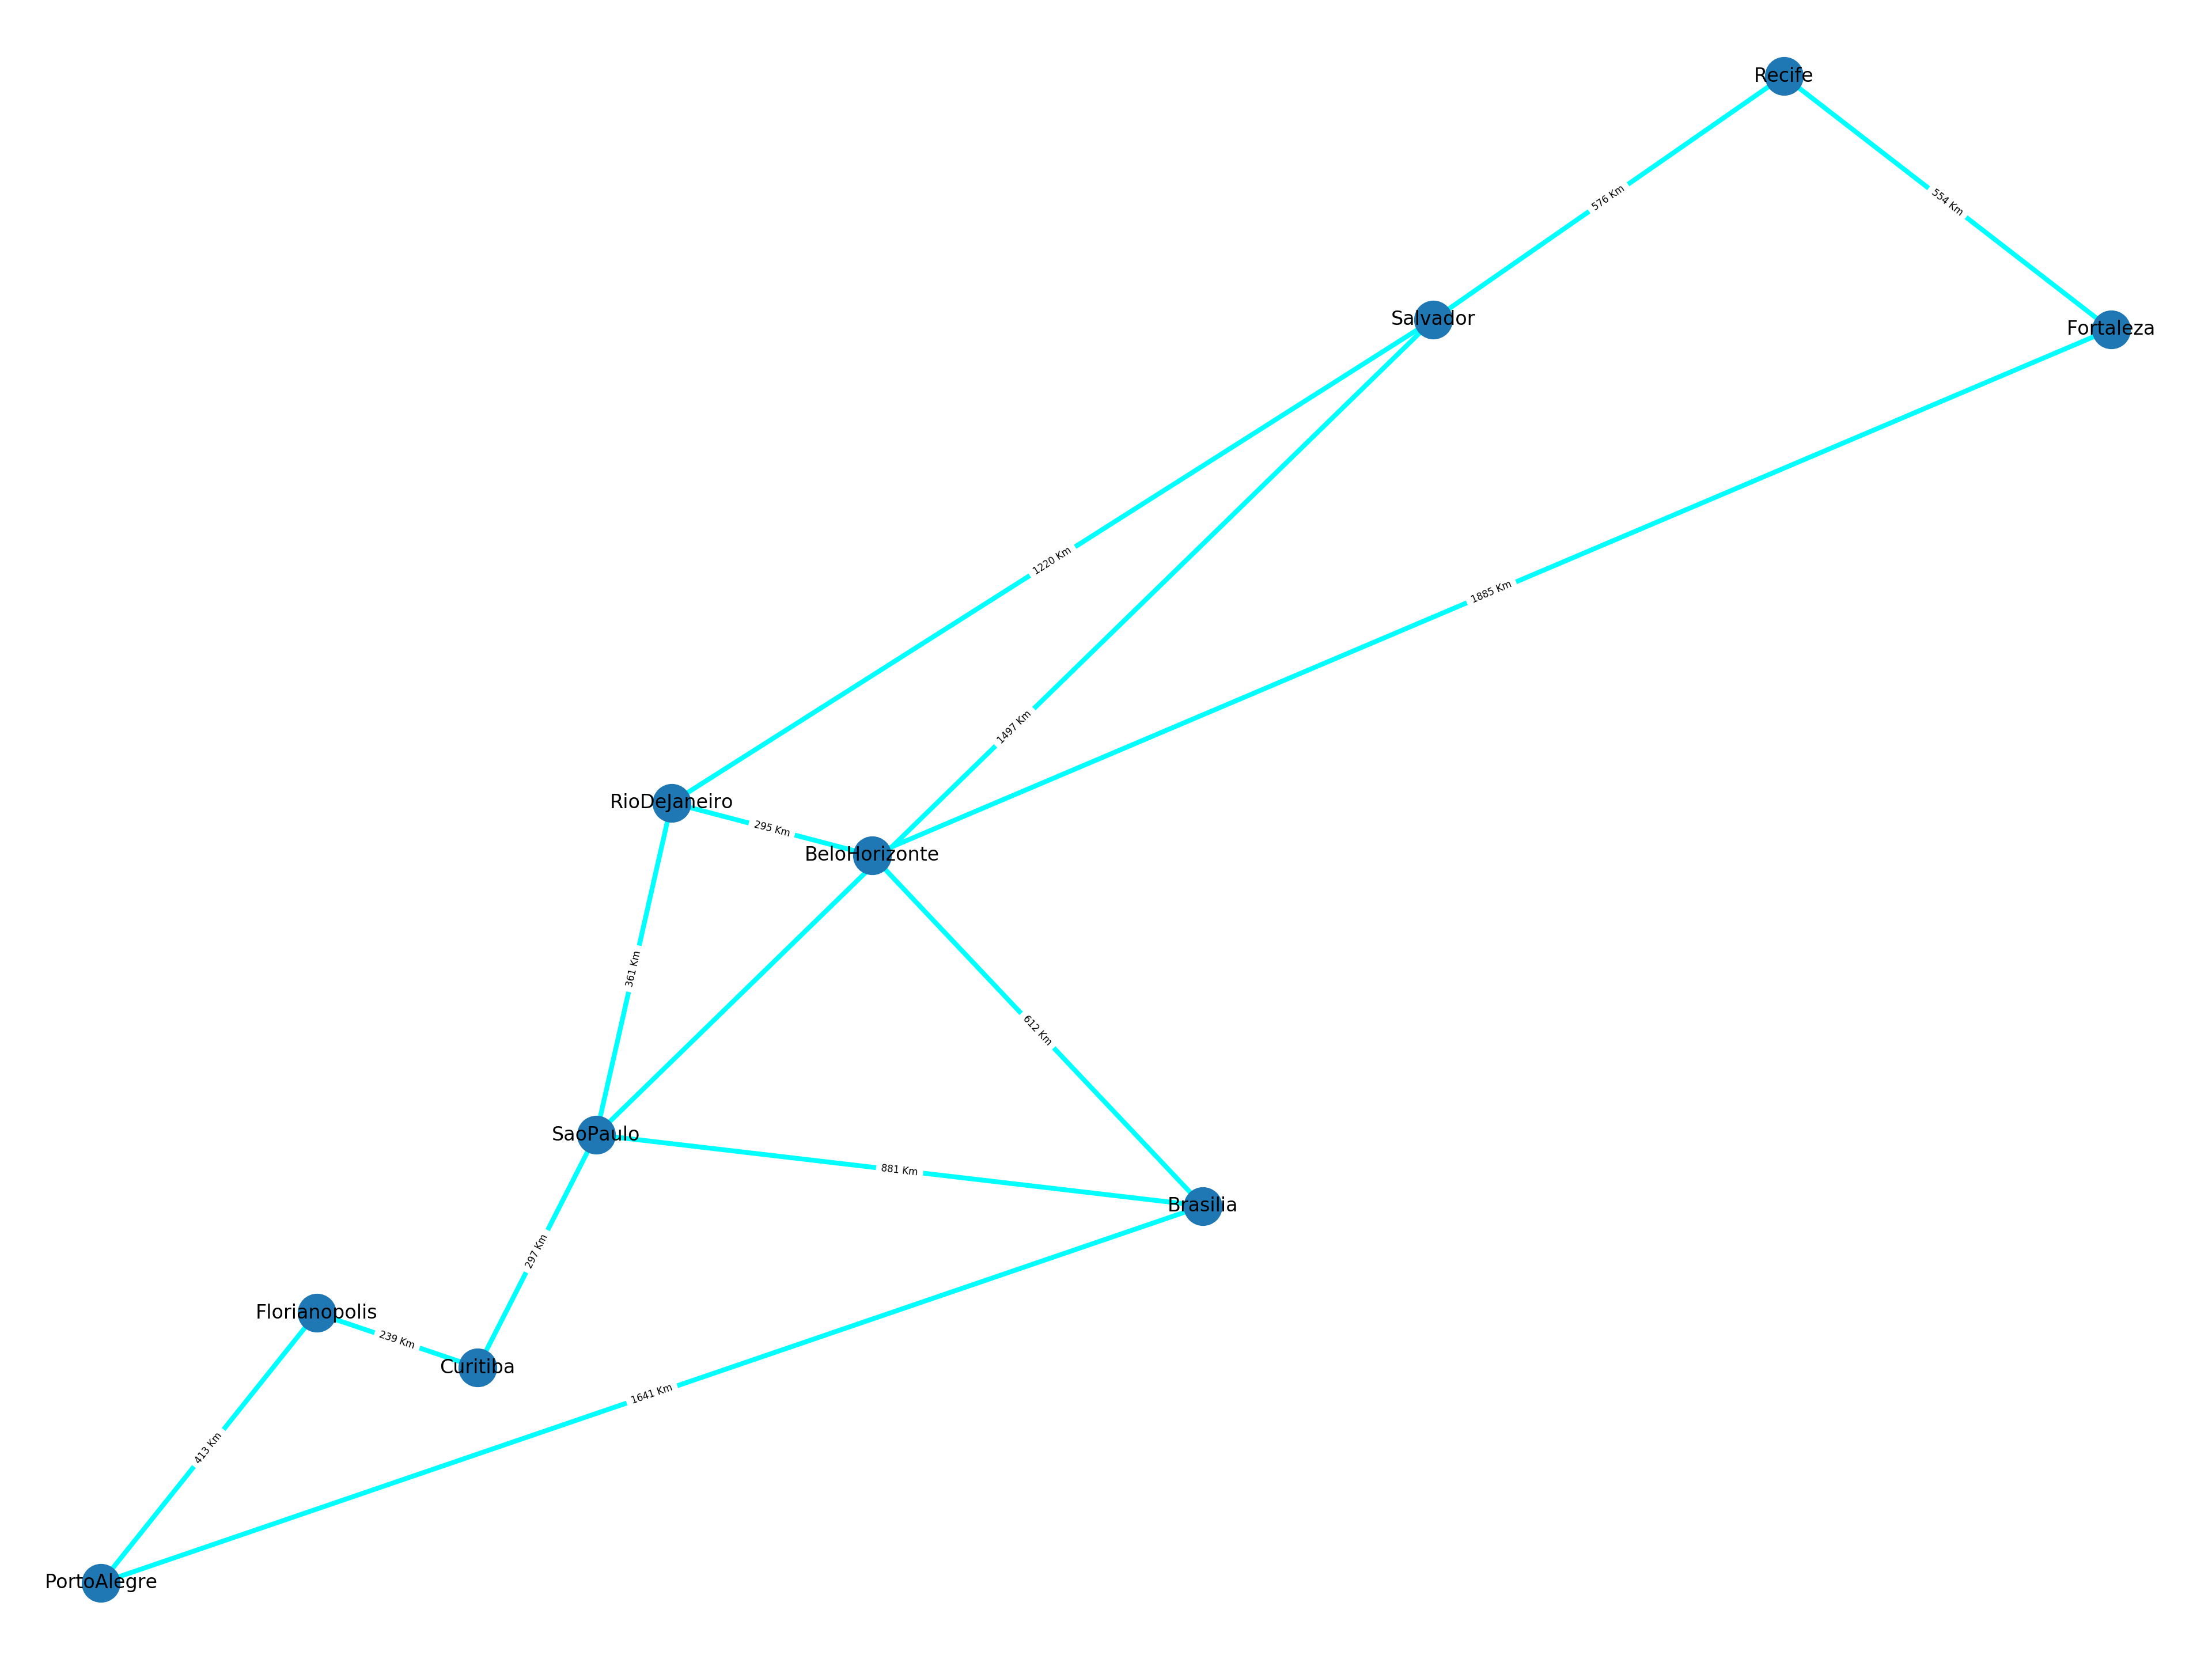 Recife
576 Km
554 Km
Salvador
Fortaleza
1220 Km
1885 Km
1497 Km
RioDeJaneiro
295 Km
BeloHorizonte
361 Km
612 Km
SaoPaulo
881 Km
Brasilia
297 Km
Florianopolis
239 Km
Curitiba
1641 Km
413 Km
PortoAlegre